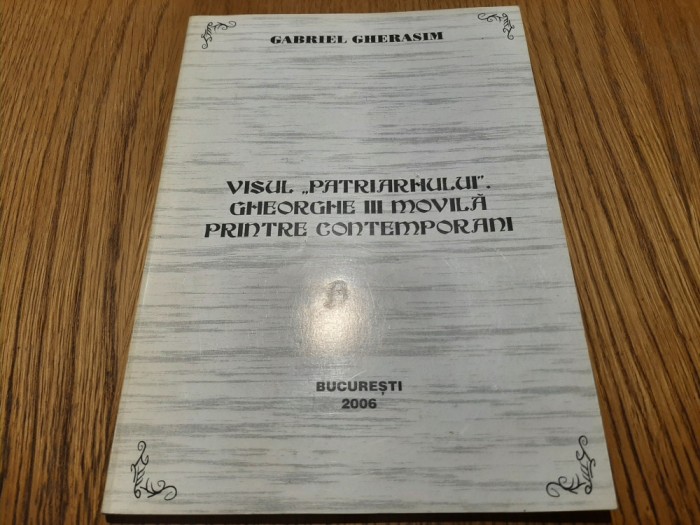 GABRIEL GHERASIM
VISUL „PATRIARHULUI”.
GHEORGHE III MOVILĂ
PRINTRE CONTEMPORANI
BUCUREȘTI
2006